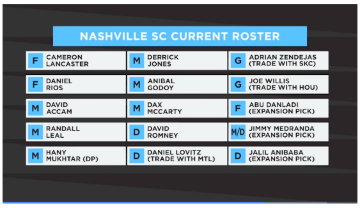 NASHVILLE SC CURRENT ROSTER
F CAMERON LANCASTER
M DERRICK JONES
G ADRIAN ZENDEJAS (TRADE WITH SKC)
F DANIEL RIOS
M ANIBAL GODOY
G JOE WILLIS (TRADE WITH HOU)
M DAVID ACCAM
M DAX MCCARTY
F ABU DANLADI (EXPANSION PICK)
M RANDALL LEAL
D DAVID ROMNEY
M/D JIMMY MEDRANDA (EXPANSION PICK)
M HANY MUKHTAR (DP)
D DANIEL LOVITZ (TRADE WITH MTL)
D JALIL ANIBABA (EXPANSION PICK)